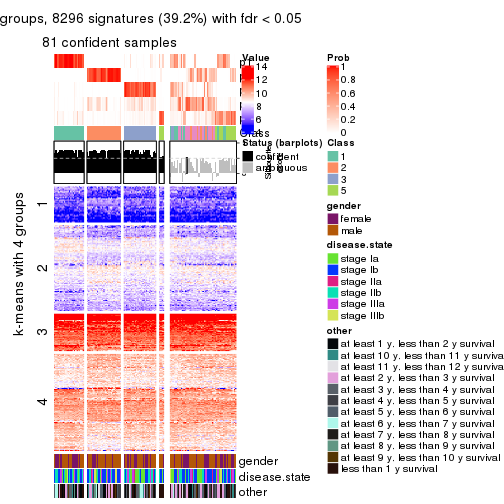 groups, 8296 signatures (39.2%) with fdr < 0.05
81 confident samples
Value
14
12
10
8
6
Prob
1
0.8
0.6
0.4
0.2
0
Class
Status (barplots)
confident
ambiguous
Class
1
2
3
5
gender
female
male
disease.state
stage Ia
stage Ib
stage IIa
stage IIb
stage IIIa
stage IIIb
other
at least 1 y. less than 2 y survival
at least 10 y. less than 11 y surviva
at least 11 y. less than 12 y surviva
at least 2 y. less than 3 y survival
at least 3 y. less than 4 y survival
at least 4 y. less than 5 y survival
at least 5 y. less than 6 y survival
at least 6 y. less than 7 y survival
at least 7 y. less than 8 y survival
at least 8 y. less than 9 y survival
at least 9 y. less than 10 y survival
less than 1 y survival
k-means with 4 groups
1
2
3
4
gender
disease.state
other